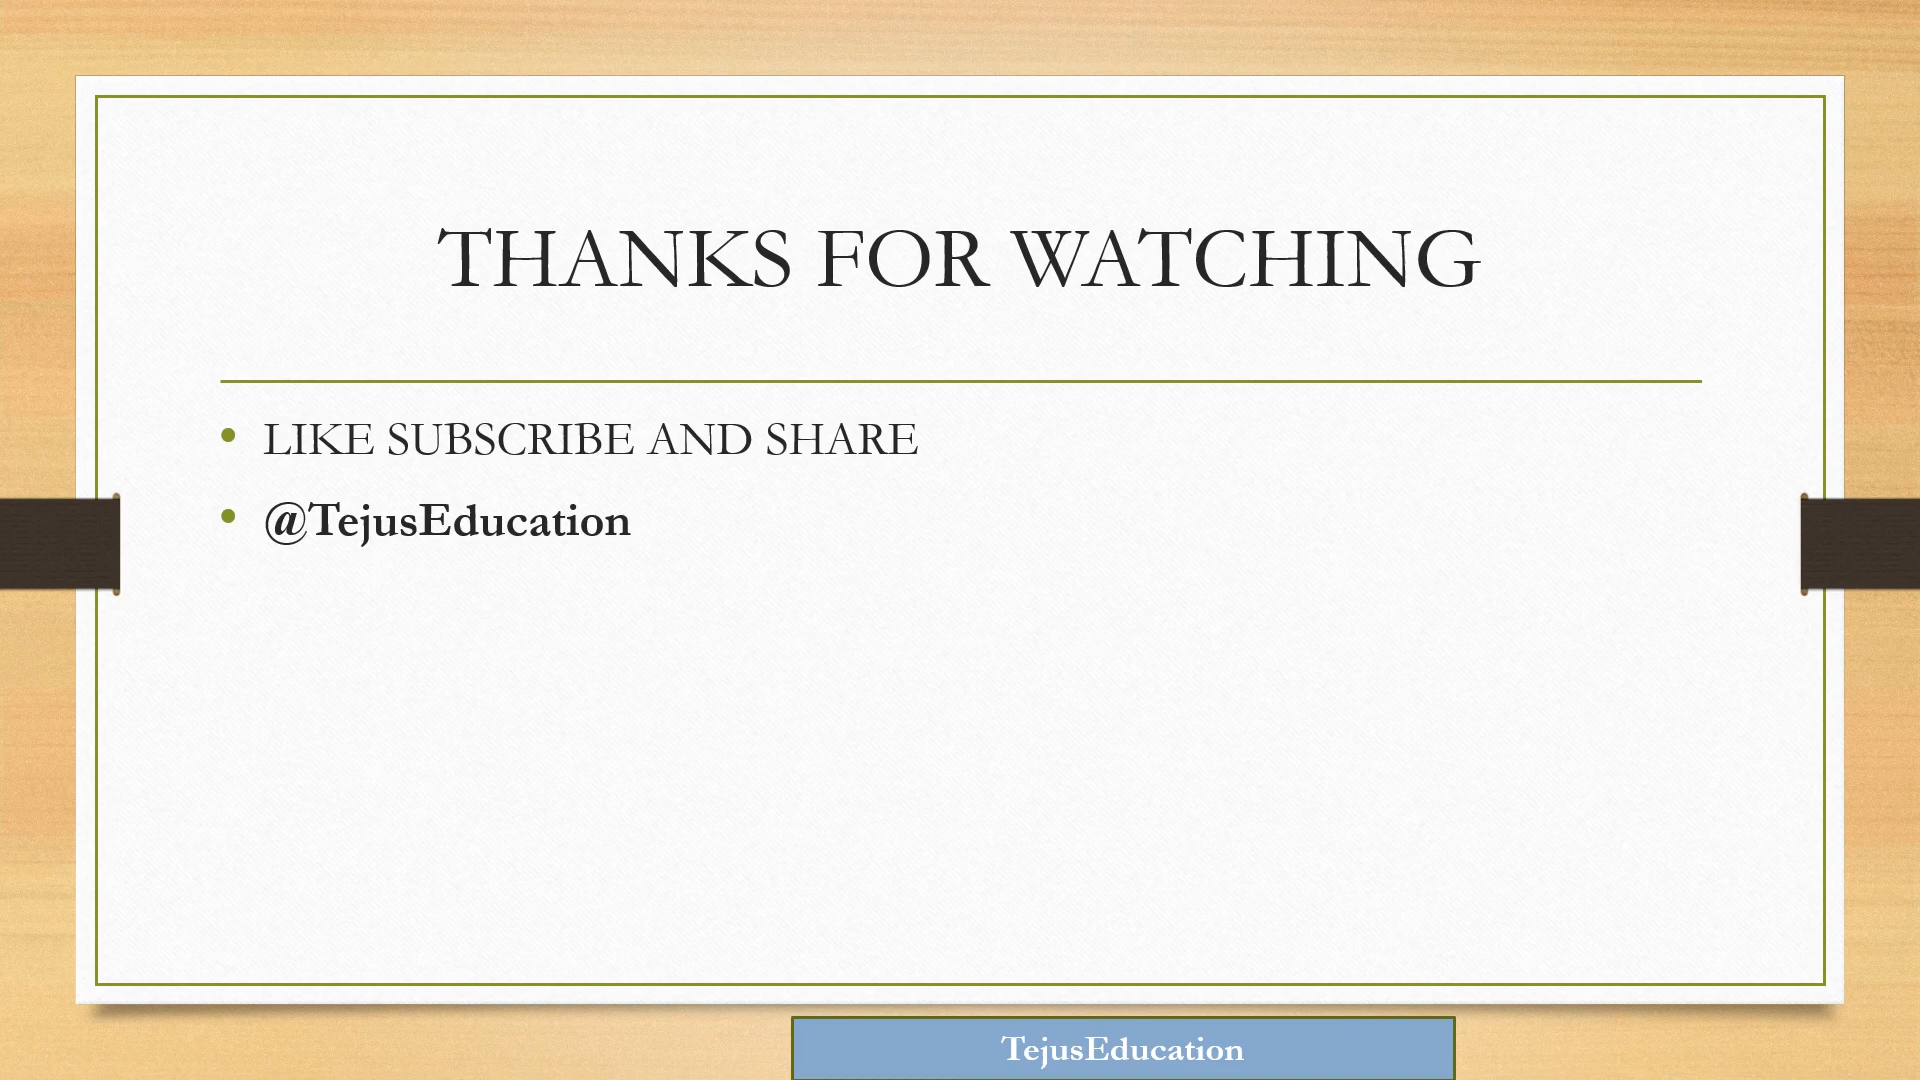 THANKS FOR WATCHING
• LIKE SUBSCRIBE AND SHARE
• @TejusEducation
TejusEducation